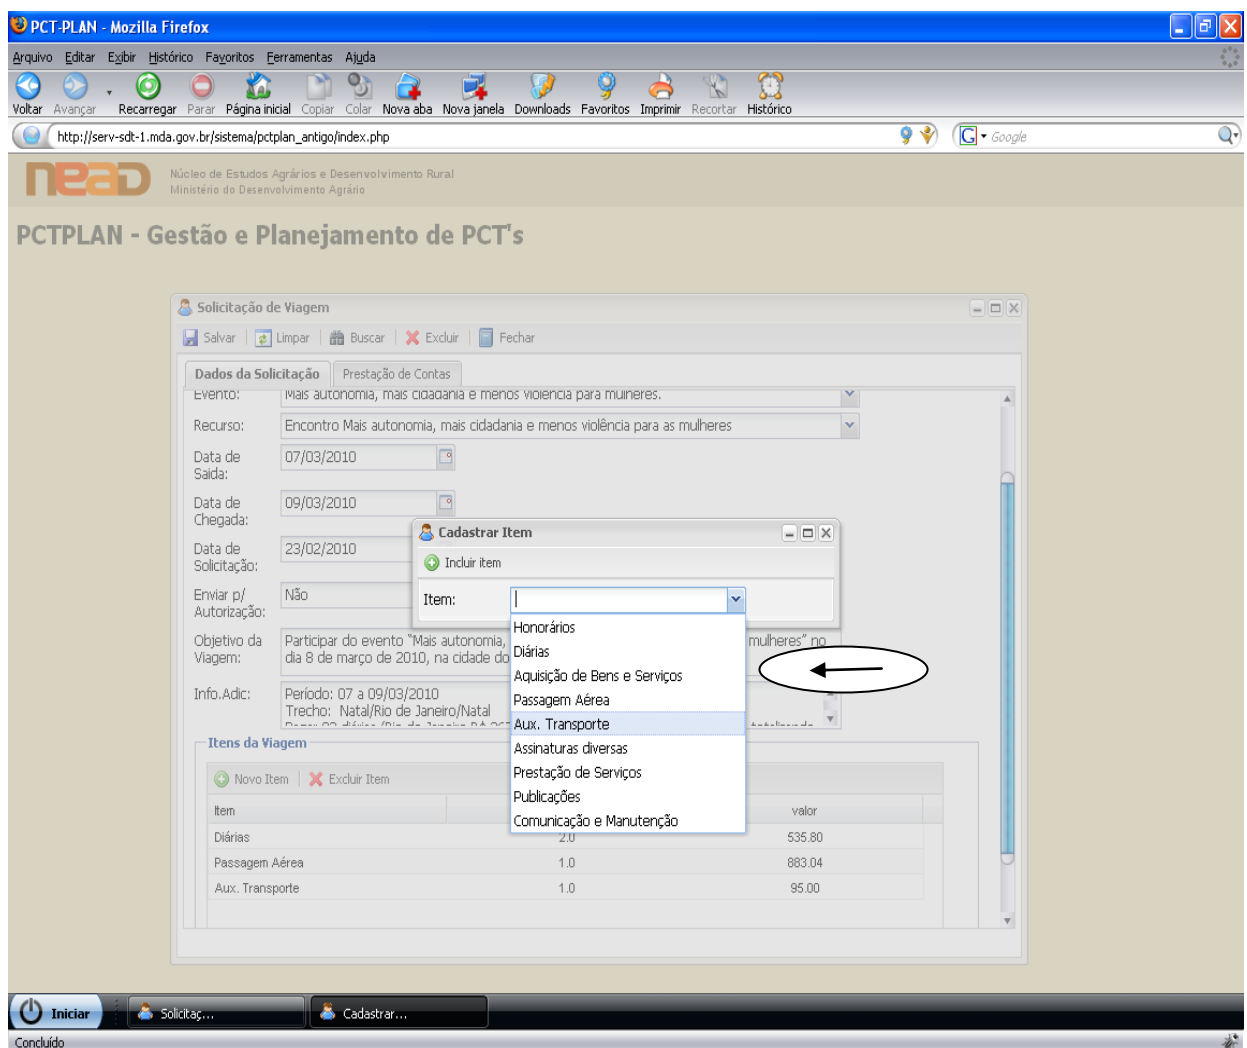 PCT-PLAN - Mozilla Firefox
Arquivo Editar Exibir Histórico Favoritos Ferramentas Ajuda
Voltar Avançar Recarregar Parar Página inicial Copiar Colar Nova aba Nova janela Downloads Favoritos Imprimir Recortar Histórico
http://serv-sdt-1.mda.gov.br/sistema/pctplan_antigo/index.php
G Google
nead
Núcleo de Estudos Agrários e Desenvolvimento Rural
Ministério do Desenvolvimento Agrário
PCTPLAN - Gestão e Planejamento de PCT's
Solicitação de Viagem
Salvar Limpar Buscar Excluir Fechar
Dados da Solicitação Prestação de Contas
Evento: Mais autonomia, mais cidadania e menos violência para mulheres.
Recurso: Encontro Mais autonomia, mais cidadania e menos violência para as mulheres
Data de Saida: 07/03/2010
Data de Chegada: 09/03/2010
Data de Solicitação: 23/02/2010
Enviar p/ Autorização: Não
Cadastrar Item
Incluir item
Item:
Honorários
Diárias
Aquisição de Bens e Serviços
Passagem Aérea
Aux. Transporte
Assinaturas diversas
Prestação de Serviços
Publicações
Comunicação e Manutenção
Objetivo da Viagem:
Participar do evento "Mais autonomia, mulheres" no
dia 8 de março de 2010, na cidade do
Info.Adic: Período: 07 a 09/03/2010
Trecho: Natal/Rio de Janeiro/Natal
Itens da Viagem
Novo Item Excluir Item
Item valor
Diárias 2.0 535.80
Passagem Aérea 1.0 883.04
Aux. Transporte 1.0 95.00
Iniciar Solicitaç... Cadastrar...
Concluído